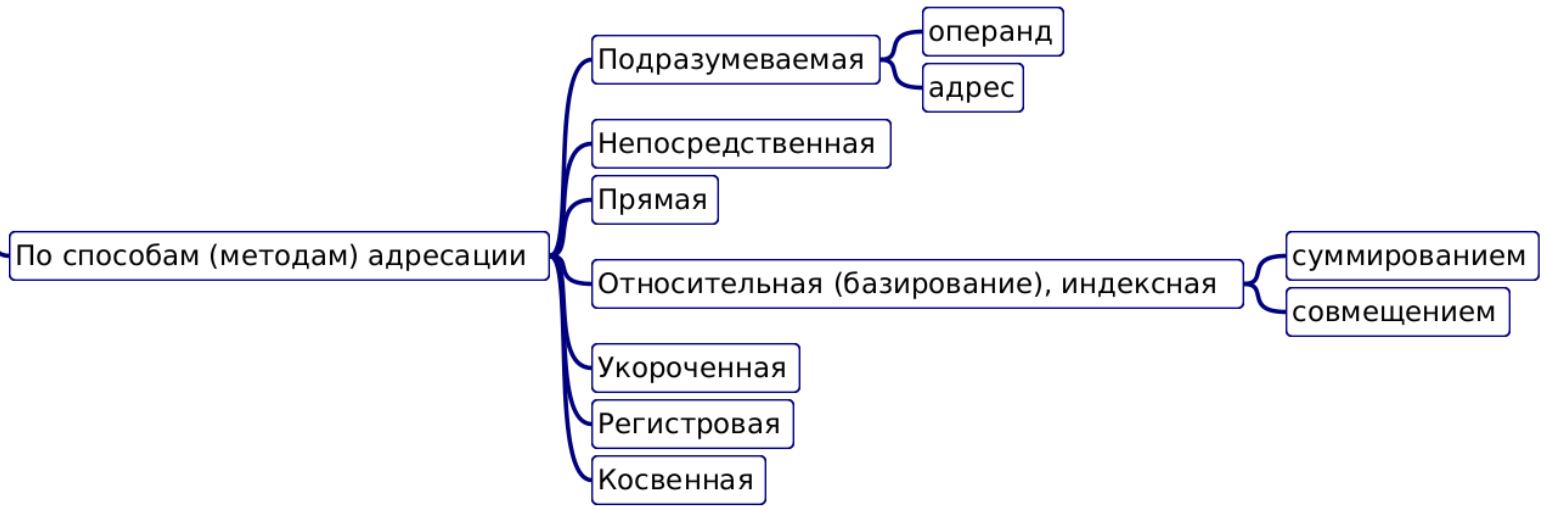 По способам (методам) адресации
Подразумеваемая
операнд
адрес
Непосредственная
Прямая
Относительная (базирование), индексная
суммированием
совмещением
Укороченная
Регистровая
Косвенная